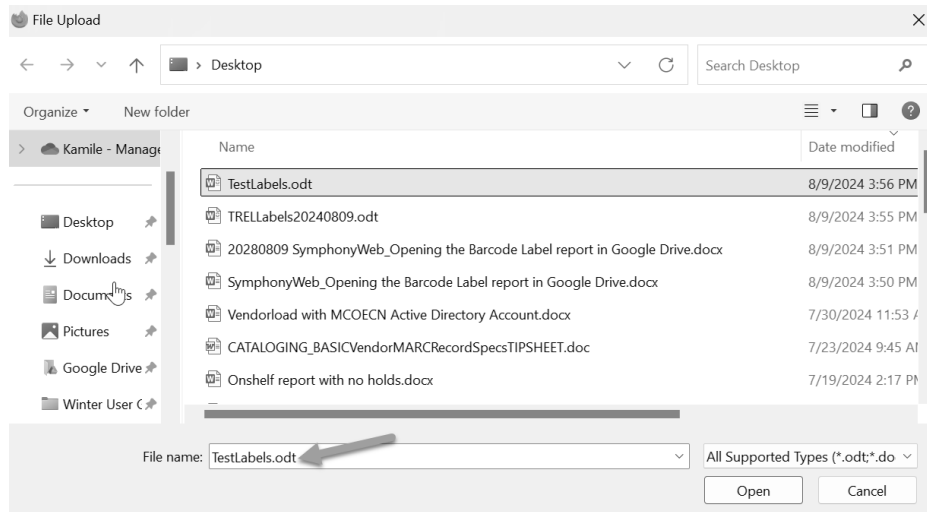 File Upload
Desktop
Search Desktop
Organize
New folder
Kamile - Manage
Name
Date modified
TestLabels.odt 8/9/2024 3:56 PM
Desktop
TRELLabels20240809.odt 8/9/2024 3:55 PM
20280809 SymphonyWeb_Opening the Barcode Label report in Google Drive.docx 8/9/2024 3:51 PM
Downloads
SymphonyWeb_Opening the Barcode Label report in Google Drive.docx 8/9/2024 3:50 PM
Vendorload with MCOECN Active Directory Account.docx 7/30/2024 11:53
Pictures
CATALOGING_BASICVendorMARCRecordSpecsTIPSHEET.doc 7/23/2024 9:45
Google Drive
Onshelf report with no holds.docx 7/19/2024 2:17
Winter User
File name: TestLabels.odt
All Supported Types (*.odt;*.do
Open
Cancel